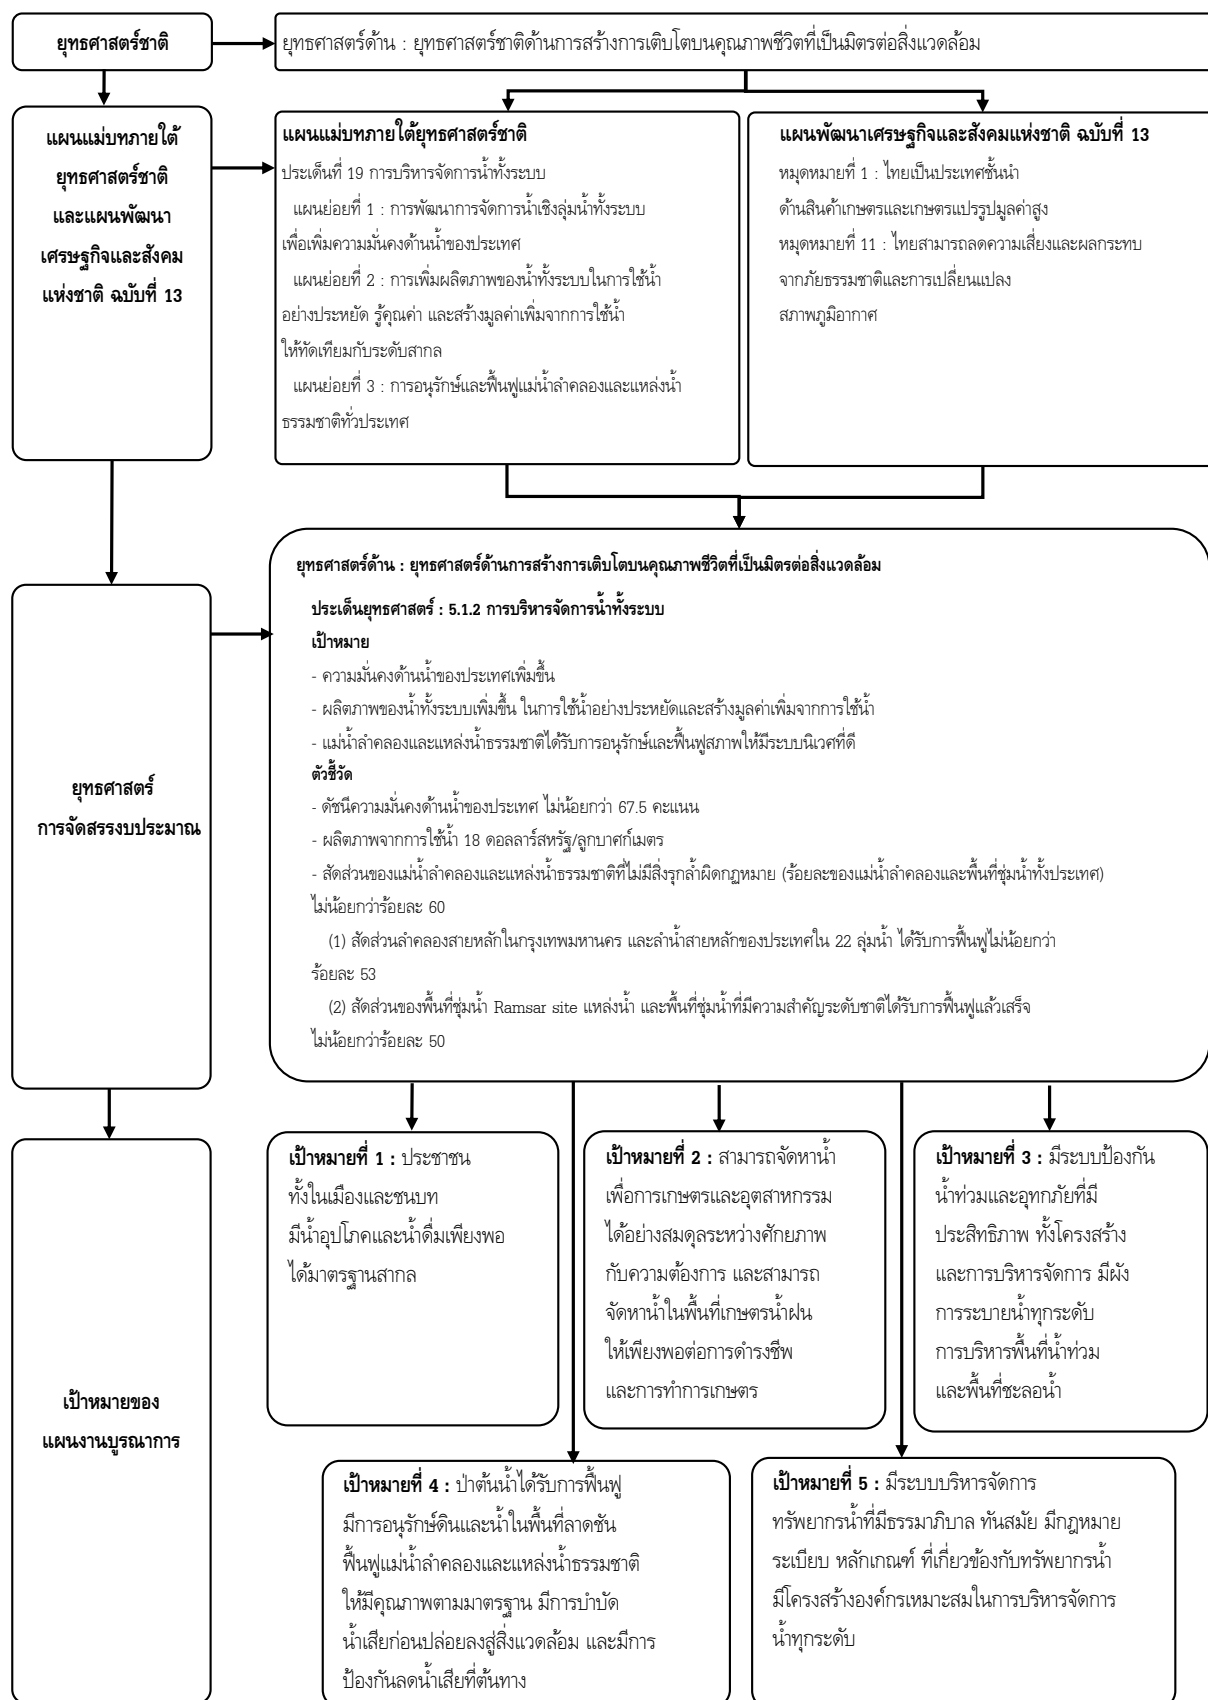 ยุทธศาสตร์ชาติ
ยุทธศาสตร์ด้าน : ยุทธศาสตร์ชาติด้านการสร้างการเติบโตบนคุณภาพชีวิตที่เป็นมิตรต่อสิ่งแวดล้อม
แผนแม่บทภายใต้
ยุทธศาสตร์ชาติ
และแผนพัฒนา
เศรษฐกิจและสังคม
แห่งชาติ ฉบับที่ 13
แผนแม่บทภายใต้ยุทธศาสตร์ชาติ
ประเด็นที่ 19 การบริหารจัดการน้ำทั้งระบบ
แผนย่อยที่ 1 : การพัฒนาการจัดการน้ำเชิงลุ่มน้ำทั้งระบบ
เพื่อเพิ่มความมั่นคงด้านน้ำของประเทศ
แผนย่อยที่ 2 : การเพิ่มผลิตภาพของน้ำทั้งระบบในการใช้น้ำ
อย่างประหยัด รู้คุณค่า และสร้างมูลค่าเพิ่มจากการใช้น้ำ
ให้ทัดเทียมกับระดับสากล
แผนย่อยที่ 3 : การอนุรักษ์และฟื้นฟูแม่น้ำลำคลองและแหล่งน้ำ
ธรรมชาติทั่วประเทศ
แผนพัฒนาเศรษฐกิจและสังคมแห่งชาติ ฉบับที่ 13
หมุดหมายที่ 1 : ไทยเป็นประเทศชั้นนำ
ด้านสินค้าเกษตรและเกษตรแปรรูปมูลค่าสูง
หมุดหมายที่ 11 : ไทยสามารถลดความเสี่ยงและผลกระทบ
จากภัยธรรมชาติและการเปลี่ยนแปลง
สภาพภูมิอากาศ
ยุทธศาสตร์
การจัดสรรงบประมาณ
ยุทธศาสตร์ด้าน : ยุทธศาสตร์ด้านการสร้างการเติบโตบนคุณภาพชีวิตที่เป็นมิตรต่อสิ่งแวดล้อม
ประเด็นยุทธศาสตร์ : 5.1.2 การบริหารจัดการน้ำทั้งระบบ
เป้าหมาย
- ความมั่นคงด้านน้ำของประเทศเพิ่มขึ้น
- ผลิตภาพของน้ำทั้งระบบเพิ่มขึ้น ในการใช้น้ำอย่างประหยัดและสร้างมูลค่าเพิ่มจากการใช้น้ำ
- แม่น้ำลำคลองและแหล่งน้ำธรรมชาติได้รับการอนุรักษ์และฟื้นฟูสภาพให้มีระบบนิเวศที่ดี
ตัวชี้วัด
- ดัชนีความมั่นคงด้านน้ำของประเทศ ไม่น้อยกว่า 67.5 คะแนน
- ผลิตภาพจากการใช้น้ำ 18 ดอลลาร์สหรัฐ/ลูกบาศก์เมตร
- สัดส่วนของแม่น้ำลำคลองและแหล่งน้ำธรรมชาติที่ไม่มีสิ่งรุกล้ำผิดกฎหมาย (ร้อยละของแม่น้ำลำคลองและพื้นที่ชุ่มน้ำทั้งประเทศ)
ไม่น้อยกว่าร้อยละ 60
(1) สัดส่วนลำคลองสายหลักในกรุงเทพมหานคร และลำน้ำสายหลักของประเทศใน 22 ลุ่มน้ำ ได้รับการฟื้นฟูไม่น้อยกว่า
ร้อยละ 53
(2) สัดส่วนของพื้นที่ชุ่มน้ำ Ramsar site แหล่งน้ำ และพื้นที่ชุ่มน้ำที่มีความสำคัญระดับชาติได้รับการฟื้นฟูแล้วเสร็จ
ไม่น้อยกว่าร้อยละ 50
เป้าหมายของ
แผนงานบูรณาการ
เป้าหมายที่ 1 : ประชาชน
ทั้งในเมืองและชนบท
มีน้ำอุปโภคและน้ำดื่มเพียงพอ
ได้มาตรฐานสากล
เป้าหมายที่ 2 : สามารถจัดหาน้ำ
เพื่อการเกษตรและอุตสาหกรรม
ได้อย่างสมดุลระหว่างศักยภาพ
กับความต้องการ และสามารถ
จัดหาน้ำในพื้นที่เกษตรน้ำฝน
ให้เพียงพอต่อการดำรงชีพ
และการทำการเกษตร
เป้าหมายที่ 3 : มีระบบป้องกัน
น้ำท่วมและอุทกภัยที่มี
ประสิทธิภาพ ทั้งโครงสร้าง
และการบริหารจัดการ มีผัง
การระบายน้ำทุกระดับ
การบริหารพื้นที่น้ำท่วม
และพื้นที่ชะลอน้ำ
เป้าหมายที่ 4 : ป่าต้นน้ำได้รับการฟื้นฟู
มีการอนุรักษ์ดินและน้ำในพื้นที่ลาดชัน
ฟื้นฟูแม่น้ำลำคลองและแหล่งน้ำธรรมชาติ
ให้มีคุณภาพตามมาตรฐาน มีการบำบัด
น้ำเสียก่อนปล่อยลงสู่สิ่งแวดล้อม และมีการ
ป้องกันลดน้ำเสียที่ต้นทาง
เป้าหมายที่ 5 : มีระบบบริหารจัดการ
ทรัพยากรน้ำที่มีธรรมาภิบาล ทันสมัย มีกฎหมาย
ระเบียบ หลักเกณฑ์ ที่เกี่ยวข้องกับทรัพยากรน้ำ
มีโครงสร้างองค์กรเหมาะสมในการบริหารจัดการ
น้ำทุกระดับ